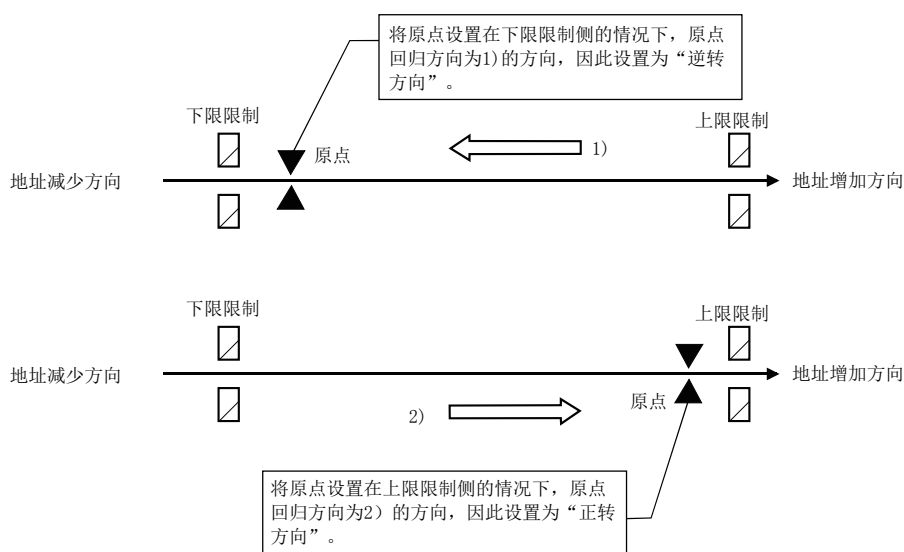 将原点设置在下限限制侧的情况下，原点
回归方向为1)的方向，因此设置为“逆转
方向”。
下限限制
上限限制
原点
1)
地址减少方向
地址增加方向
下限限制
上限限制
地址减少方向
地址增加方向
2)
原点
将原点设置在上限限制侧的情况下，原点
回归方向为2）的方向，因此设置为“正转
方向”。